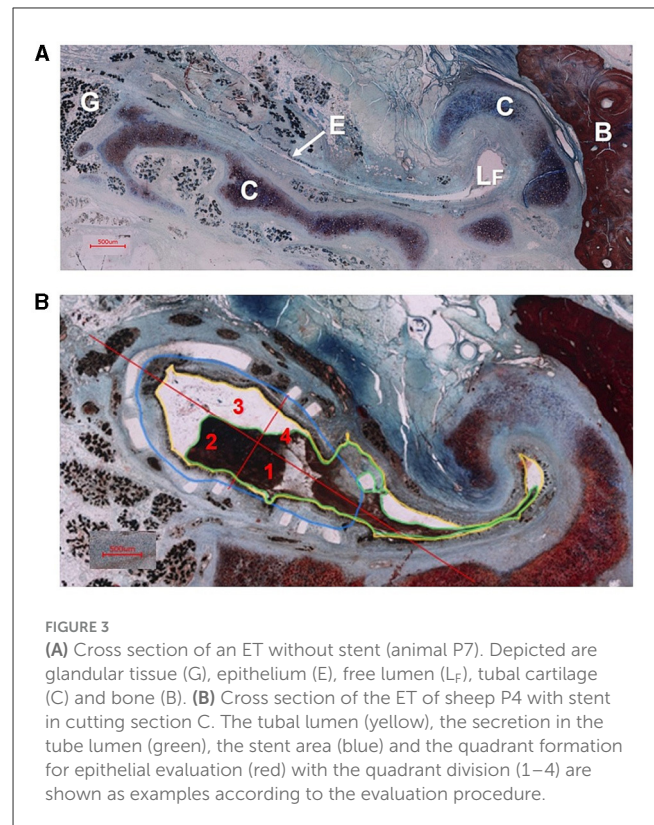 A
G
E
C
C
B
LF
500um
B
3
2
4
1
500um
FIGURE 3
(A) Cross section of an ET without stent (animal P7). Depicted are
glandular tissue (G), epithelium (E), free lumen (LF), tubal cartilage
(C) and bone (B). (B) Cross section of the ET of sheep P4 with stent
in cutting section C. The tubal lumen (yellow), the secretion in the
tube lumen (green), the stent area (blue) and the quadrant formation
for epithelial evaluation (red) with the quadrant division (1–4) are
shown as examples according to the evaluation procedure.